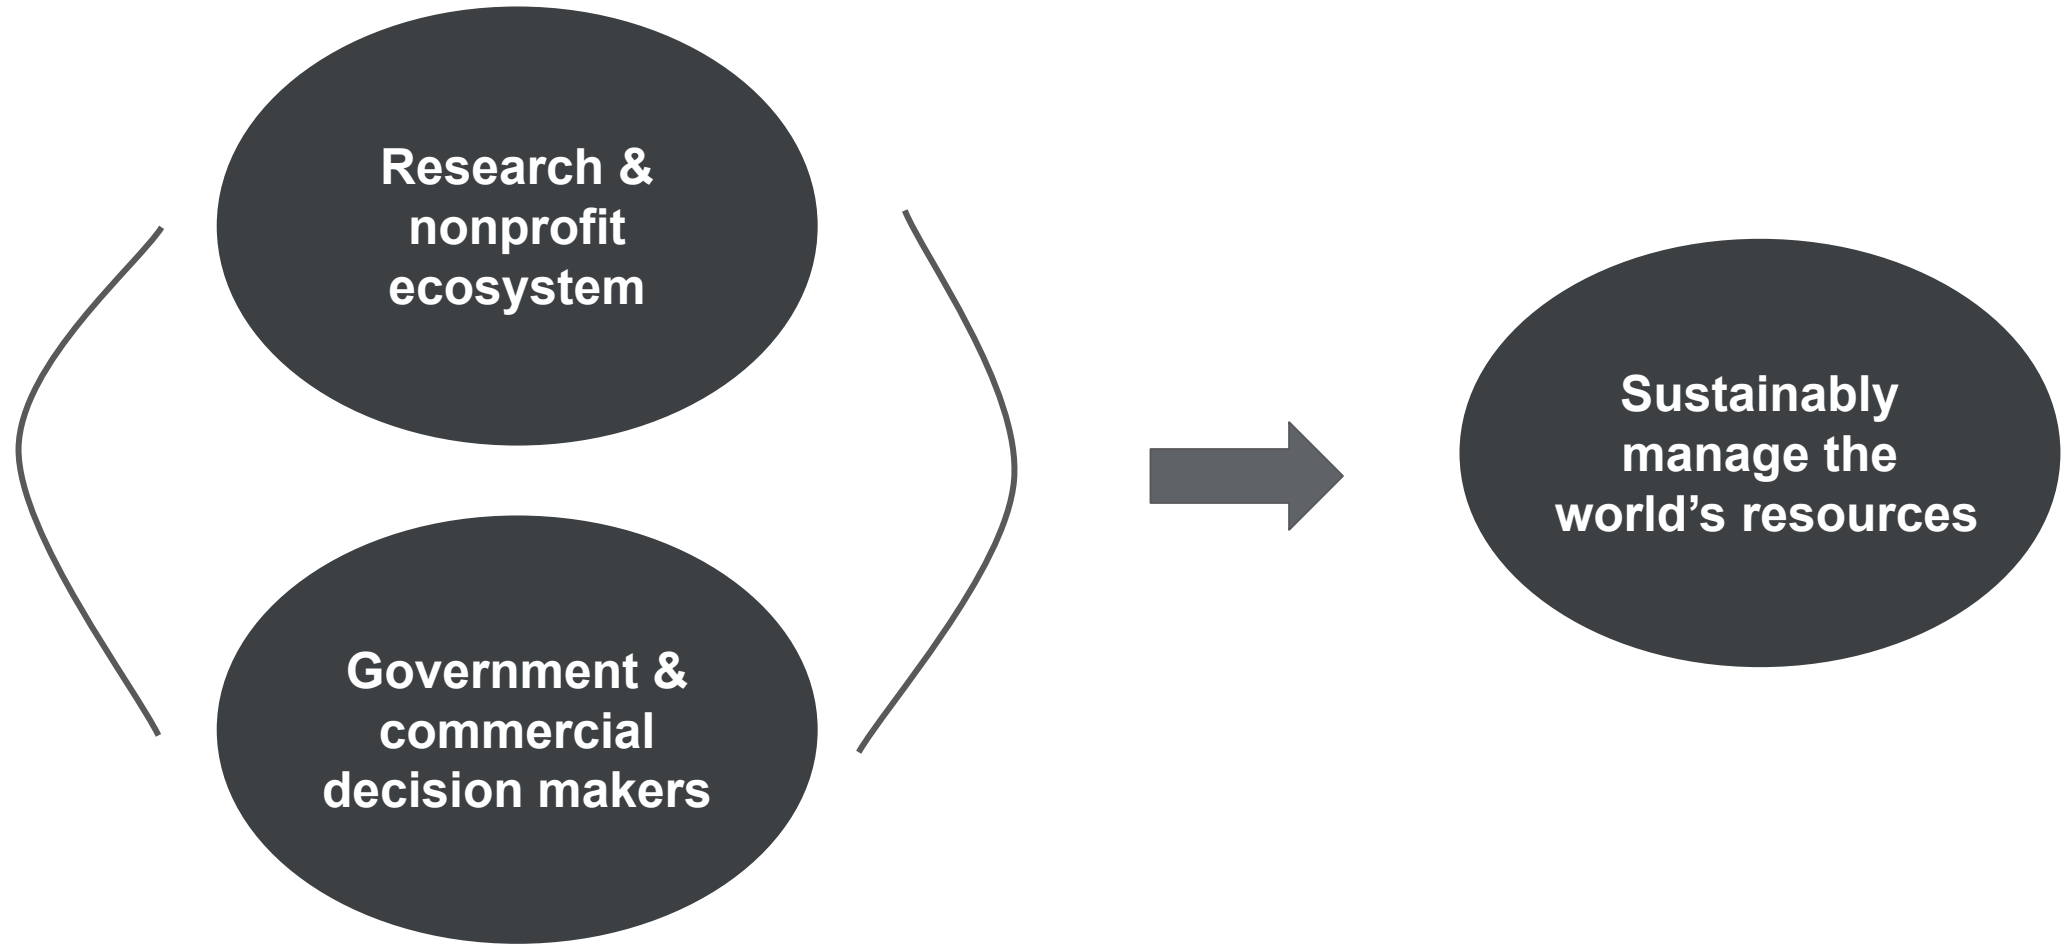 Research &
nonprofit
ecosystem
Government &
commercial
decision makers
Sustainably
manage the
world’s resources